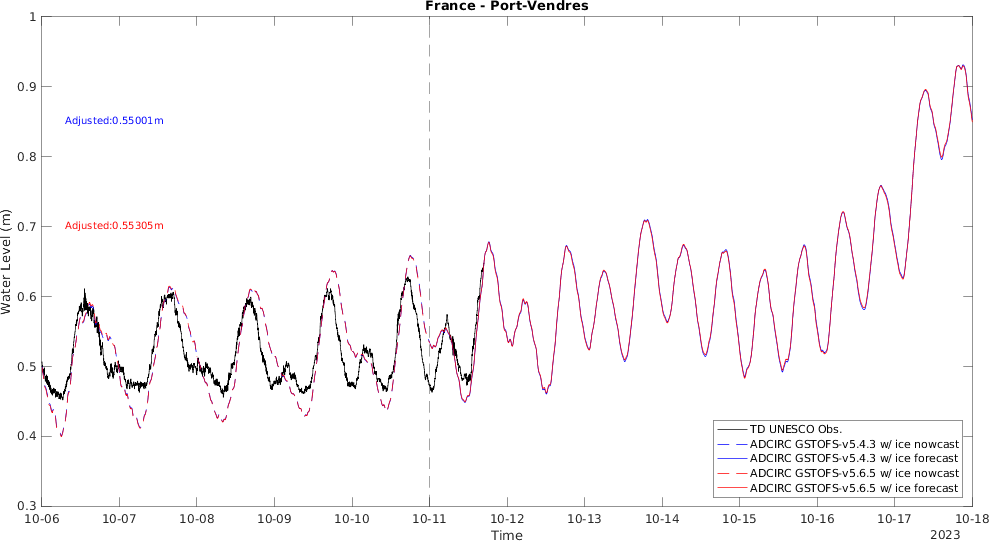 France - Port-Vendres
1
0.9
0.8
0.7
0.6
0.5
0.4
0.3
Water Level (m)
Adjusted:0.55001m
Adjusted:0.55305m
TD UNESCO Obs.
ADCIRC GSTOFS-v5.4.3 w/ ice nowcast
ADCIRC GSTOFS-v5.4.3 w/ ice forecast
ADCIRC GSTOFS-v5.6.5 w/ ice nowcast
ADCIRC GSTOFS-v5.6.5 w/ ice forecast
10-06 10-07 10-08 10-09 10-10 10-11 10-12 10-13 10-14 10-15 10-16 10-17 10-18
Time
2023